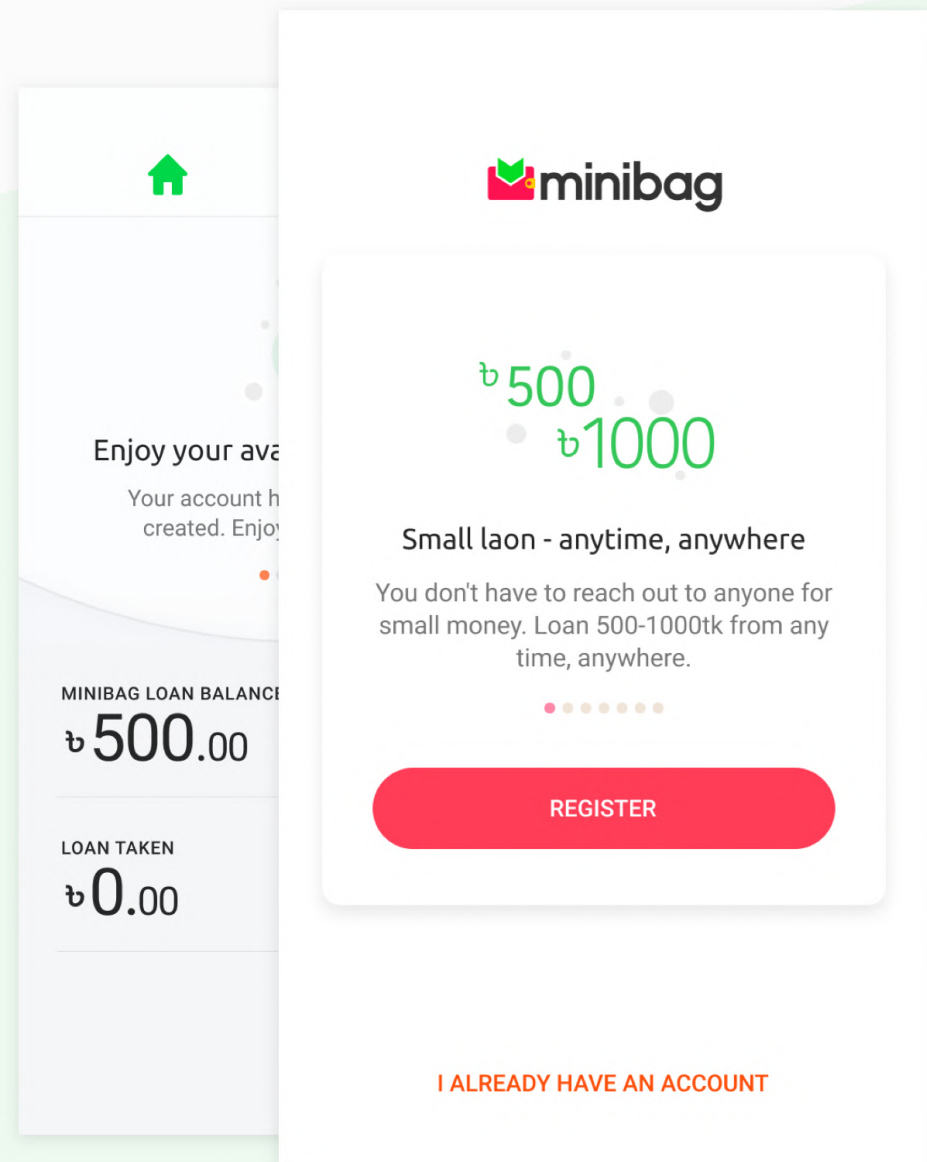 minibag
৳500
৳1000
Small laon - anytime, anywhere
You don't have to reach out to anyone for
small money. Loan 500-1000tk from any
time, anywhere.
REGISTER
I ALREADY HAVE AN ACCOUNT
Enjoy your ava
Your account h
created. Enjoy
MINIBAG LOAN BALANCE
৳500.00
LOAN TAKEN
৳0.00